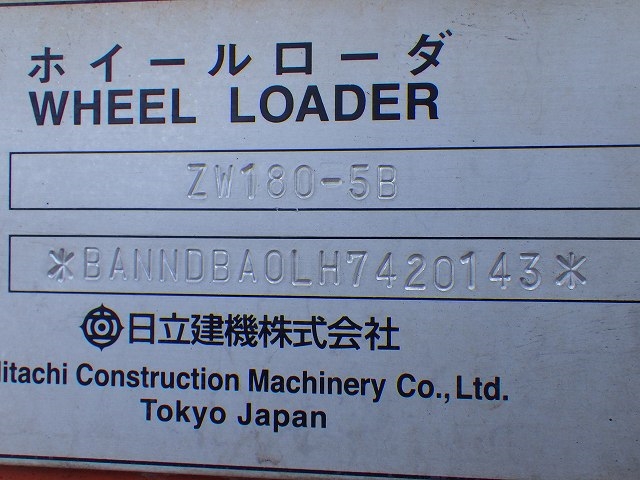 ホイールローダ
WHEEL LOADER
ZW180-5B
*BANNDBA0LH7420143*
日立建機株式会社
Hitachi Construction Machinery Co., Ltd.
Tokyo Japan